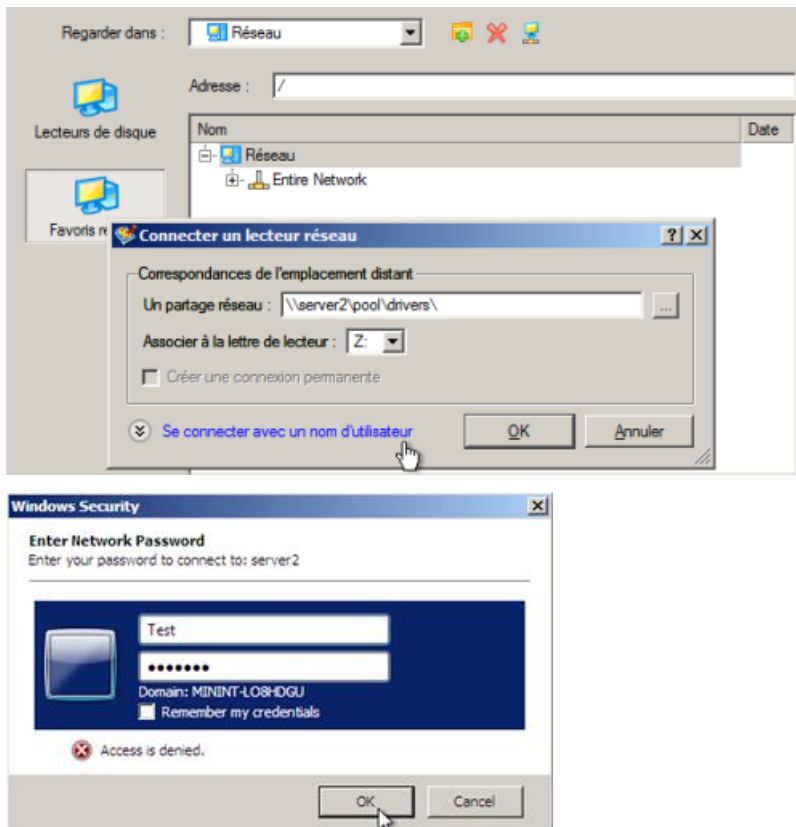 Regarder dans : Réseau
Adresse : /
Lecteurs de disque
Nom Date
Réseau
Entire Network
Favoris r
Connecter un lecteur réseau
Correspondances de l'emplacement distant
Un partage réseau : \\server2\pool\drivers\ ...
Associer à la lettre de lecteur : Z:
Créer une connexion permanente
Se connecter avec un nom d'utilisateur OK Annuler
Windows Security
Enter Network Password
Enter your password to connect to: server2
Test
•••••••
Domain: MININT-LO8HDGU
Remember my credentials
Access is denied.
OK Cancel